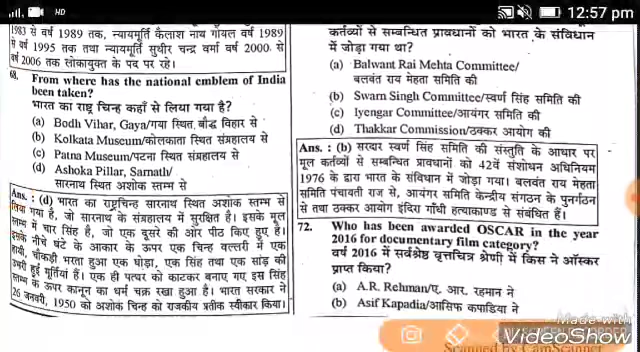 HD
12:57 pm
1983 से वर्ष 1989 तक, न्यायमूर्ति कैलाश नाथ गोयल वर्ष 1989
से वर्ष 1995 तक तथा न्यायमूर्ति सुधीर चन्द्र वर्मा वर्ष 2000 से
वर्ष 2006 तक लोकायुक्त के पद पर रहे।
68. From where has the national emblem of India
been taken?
भारत का राष्ट्र चिन्ह कहाँ से लिया गया है?
(a) Bodh Vihar, Gaya/गया स्थित बौद्ध विहार से
(b) Kolkata Museum/कोलकाता स्थित संग्रहालय से
(c) Patna Museum/पटना स्थित संग्रहालय से
(d) Ashoka Pillar, Sarnath/
सारनाथ स्थित अशोक स्तम्भ से
Ans. : (d) भारत का राष्ट्रचिन्ह सारनाथ स्थित अशोक स्तम्भ से
लिया गया है, जो सारनाथ के संग्रहालय में सुरक्षित है। इसके मूल
स्तम्भ में चार सिंह है, जो एक दूसरे की ओर पीठ किए हुए है।
इसके नीचे घंटे के आकार के ऊपर एक चिन्ह वल्लरी में एक
हाथी, चौकड़ी भरता हुआ एक घोड़ा, एक सिंह तथा एक सांड़ की
उभरी हुई मूर्तियां हैं। एक ही पत्थर को काटकर बनाए गए इस सिंह
स्तम्भ के ऊपर कानून का धर्म चक्र रखा हुआ है। भारत सरकार ने
26 जनवरी, 1950 को अशोक चिन्ह को राजकीय प्रतीक स्वीकार किया।
कर्तव्यों से सम्बन्धित प्रावधानों को भारत के संविधान
में जोड़ा गया था?
(a) Balwant Rai Mehta Committee/
बलवंत राय मेहता समिति की
(b) Swarn Singh Committee/स्वर्ण सिंह समिति की
(c) Iyengar Committee/आयंगर समिति की
(d) Thakkar Commission/ठक्कर आयोग की
Ans. : (b) सरदार स्वर्ण सिंह समिति की संस्तुति के आधार पर
मूल कर्तव्यों से सम्बन्धित प्रावधानों को 42वें संशोधन अधिनियम
1976 के द्वारा भारत के संविधान में जोड़ा गया। बलवंत राय मेहता
समिति पंचायती राज से, आयंगर समिति केन्द्रीय संगठन के पुनर्गठन
से तथा ठक्कर आयोग इंदिरा गाँधी हत्याकाण्ड से संबंधित हैं।
72. Who has been awarded OSCAR in the year
2016 for documentary film category?
वर्ष 2016 में सर्वश्रेष्ठ वृत्तचित्र श्रेणी में किस ने ऑस्कर
प्राप्त किया?
(a) A.R. Rehman/ए. आर. रहमान ने
(b) Asif Kapadia/आसिफ कपाडिया ने
Made with
VideoShow
Scanned by CamScanner